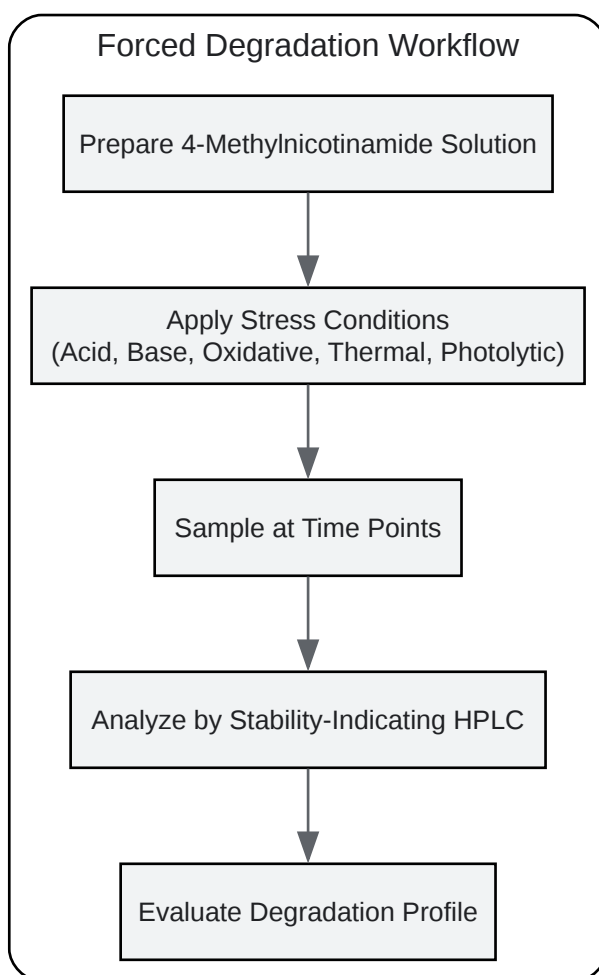 Forced Degradation Workflow
Prepare 4-Methylnicotinamide Solution
Apply Stress Conditions
(Acid, Base, Oxidative, Thermal, Photolytic)
Sample at Time Points
Analyze by Stability-Indicating HPLC
Evaluate Degradation Profile